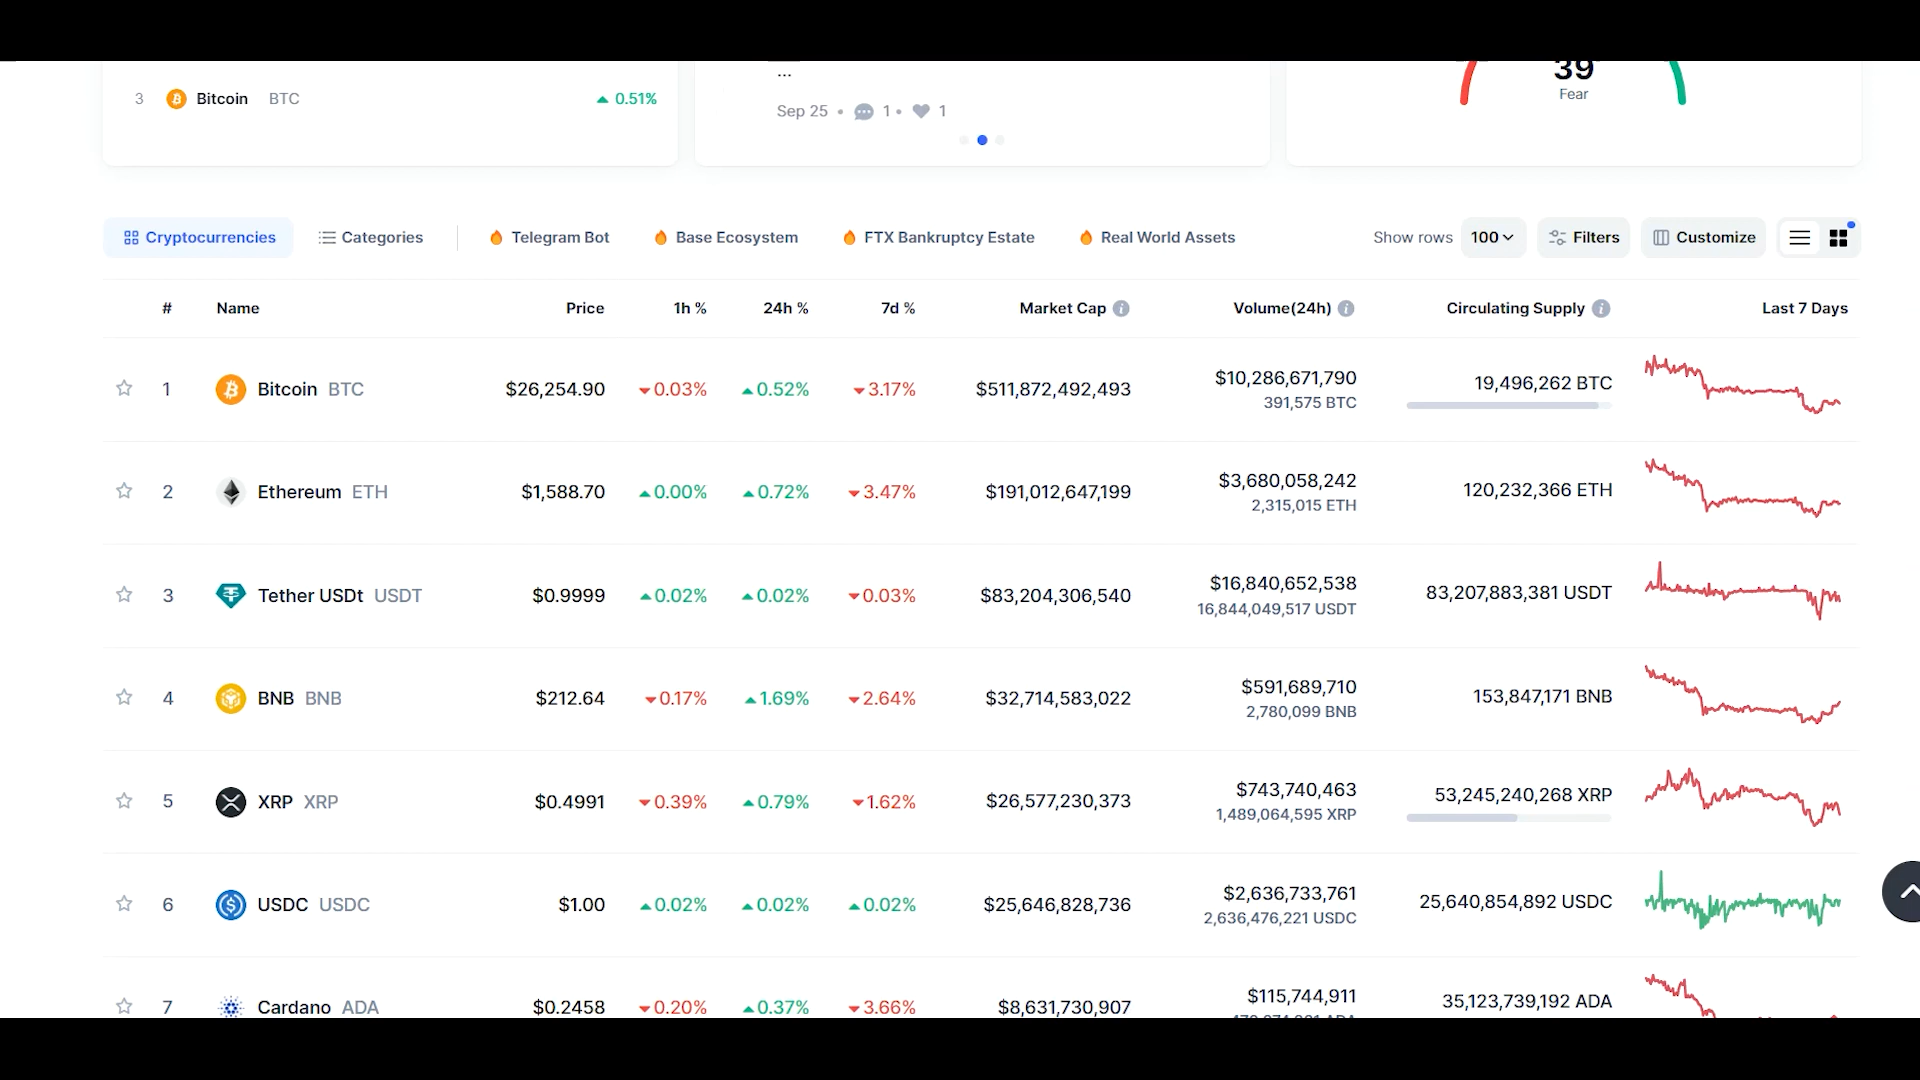 ...
39
Fear
3 Bitcoin BTC 0.51%
Sep 25 • 1 • 1
Cryptocurrencies Categories Telegram Bot Base Ecosystem FTX Bankruptcy Estate Real World Assets Show rows 100 Filters Customize
# Name Price 1h % 24h % 7d % Market Cap Volume(24h) Circulating Supply Last 7 Days
1 Bitcoin BTC $26,254.90 0.03% 0.52% 3.17% $511,872,492,493 $10,286,671,790 19,496,262 BTC
391,575 BTC
2 Ethereum ETH $1,588.70 0.00% 0.72% 3.47% $191,012,647,199 $3,680,058,242 120,232,366 ETH
2,315,015 ETH
3 Tether USDt USDT $0.9999 0.02% 0.02% 0.03% $83,204,306,540 $16,840,652,538 83,207,883,381 USDT
16,844,049,517 USDT
4 BNB BNB $212.64 0.17% 1.69% 2.64% $32,714,583,022 $591,689,710 153,847,171 BNB
2,780,099 BNB
5 XRP XRP $0.4991 0.39% 0.79% 1.62% $26,577,230,373 $743,740,463 53,245,240,268 XRP
1,489,064,595 XRP
6 USDC USDC $1.00 0.02% 0.02% 0.02% $25,646,828,736 $2,636,733,761 25,640,854,892 USDC
2,636,476,221 USDC
7 Cardano ADA $0.2458 0.20% 0.37% 3.66% $8,631,730,907 $115,744,911 35,123,739,192 ADA